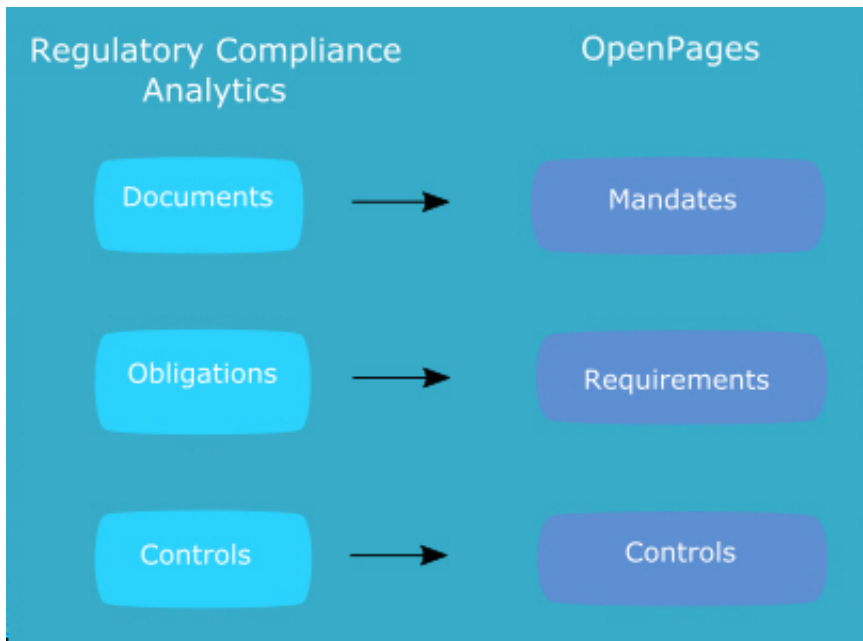 Regulatory Compliance
Analytics
OpenPages
Documents
Mandates
Obligations
Requirements
Controls
Controls